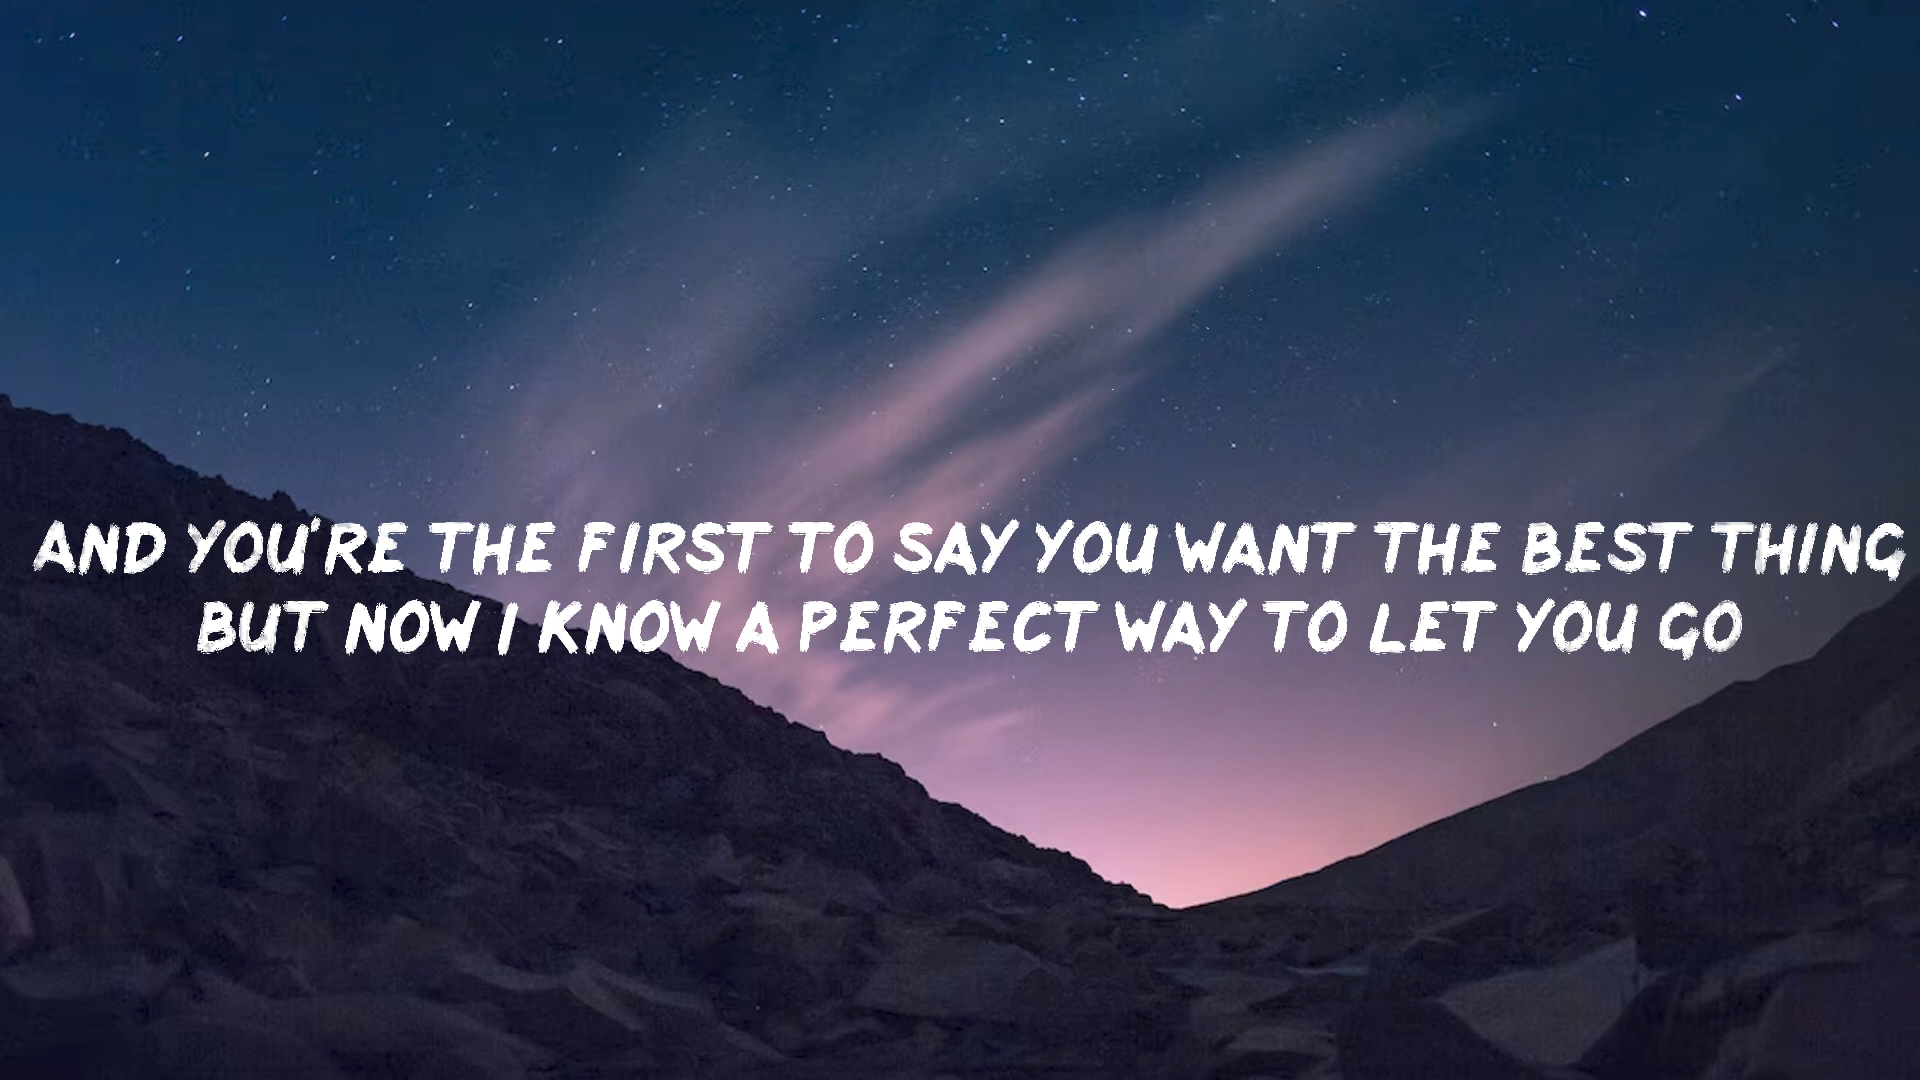 AND YOU'RE THE FIRST TO SAY YOU WANT THE BEST THING
BUT NOW I KNOW A PERFECT WAY TO LET YOU GO